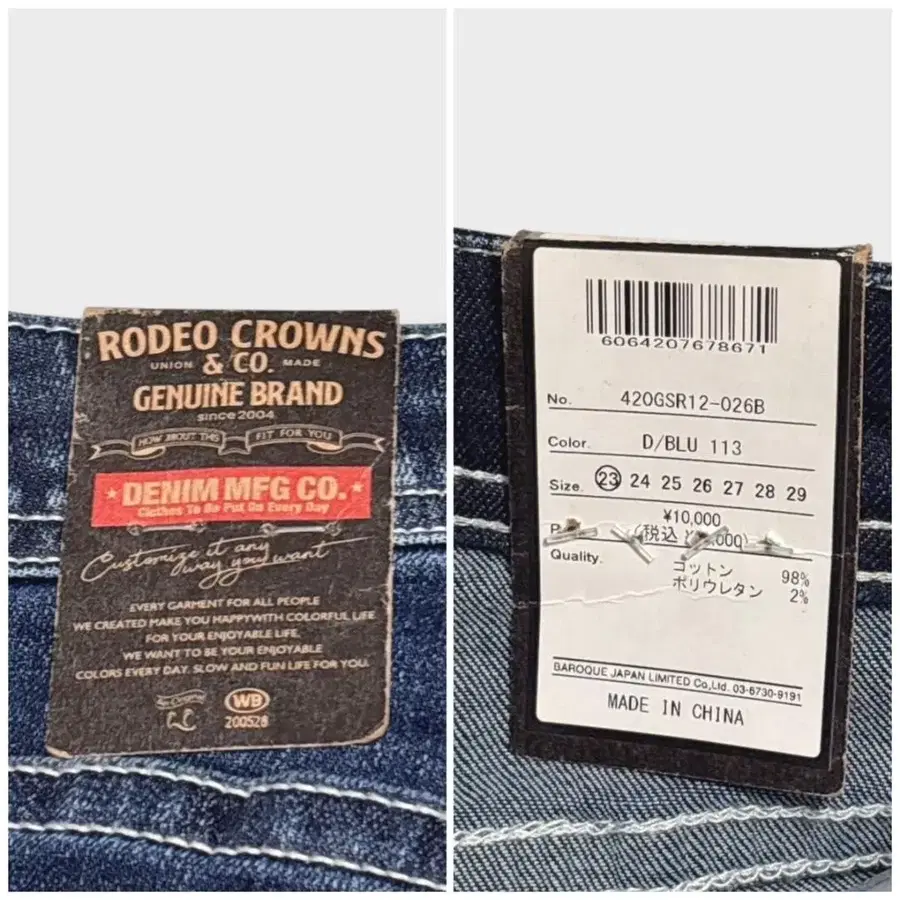 RODEO CROWNS
UNION & CO. MADE
GENUINE BRAND
since 2004
HOW ABOUT THIS FIT FOR YOU
DENIM MFG CO.
Clothes To Be Put On Every Day
Customize it any
way you want
EVERY GARMENT FOR ALL PEOPLE
WE CREATED MAKE YOU HAPPYWITH COLORFUL LIFE
FOR YOUR ENJOYABLE LIFE.
WE WANT TO BE YOUR ENJOYABLE
COLORS EVERY DAY. SLOW AND FUN LIFE FOR YOU.
WB
200528
6064207678671
No. 420GSR12-026B
Color. D/BLU 113
Size. 23 24 25 26 27 28 29
¥10,000
(税込
Quality. コットン 98%
ポリウレタン 2%
BAROQUE JAPAN LIMITED Co,Ltd. 03-6730-9191
MADE IN CHINA